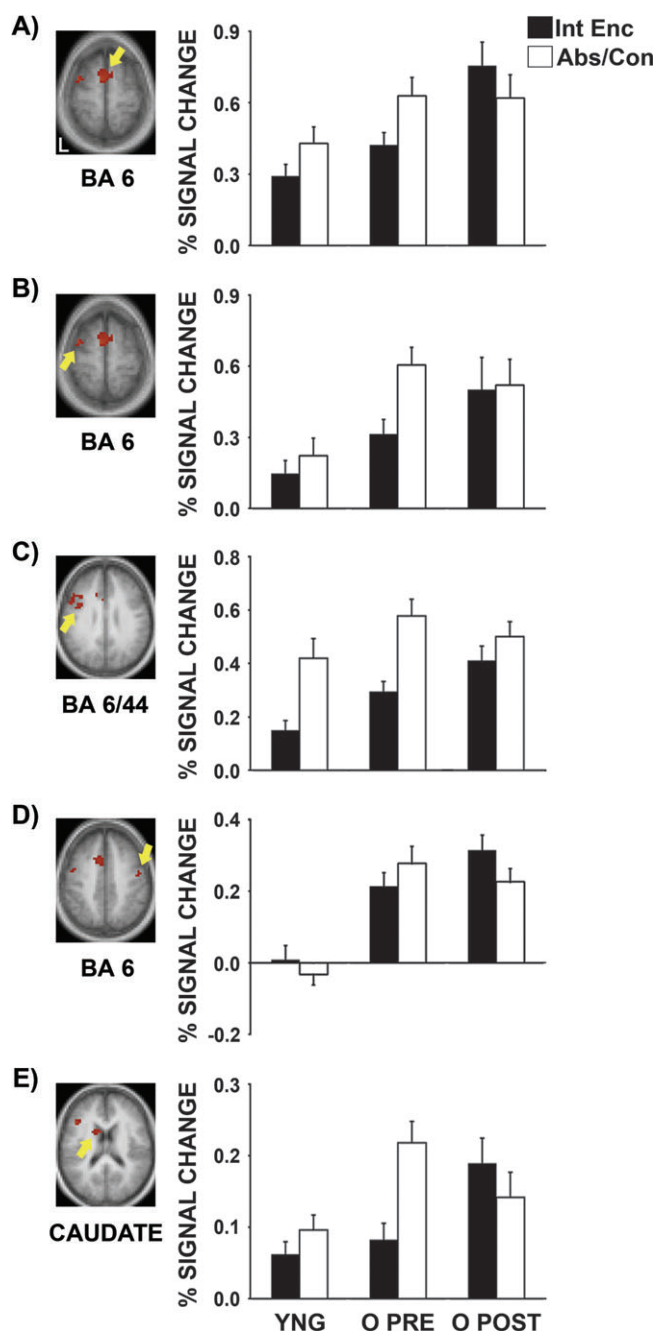 A)
Int Enc
Abs/Con
L
BA 6
% SIGNAL CHANGE
0.9
0.6
0.3
0.0
B)
BA 6
% SIGNAL CHANGE
0.9
0.6
0.3
0.0
C)
BA 6/44
% SIGNAL CHANGE
0.8
0.6
0.4
0.2
0.0
D)
BA 6
% SIGNAL CHANGE
0.4
0.2
0.0
-0.2
E)
CAUDATE
% SIGNAL CHANGE
0.3
0.2
0.1
0.0
YNG O PRE O POST